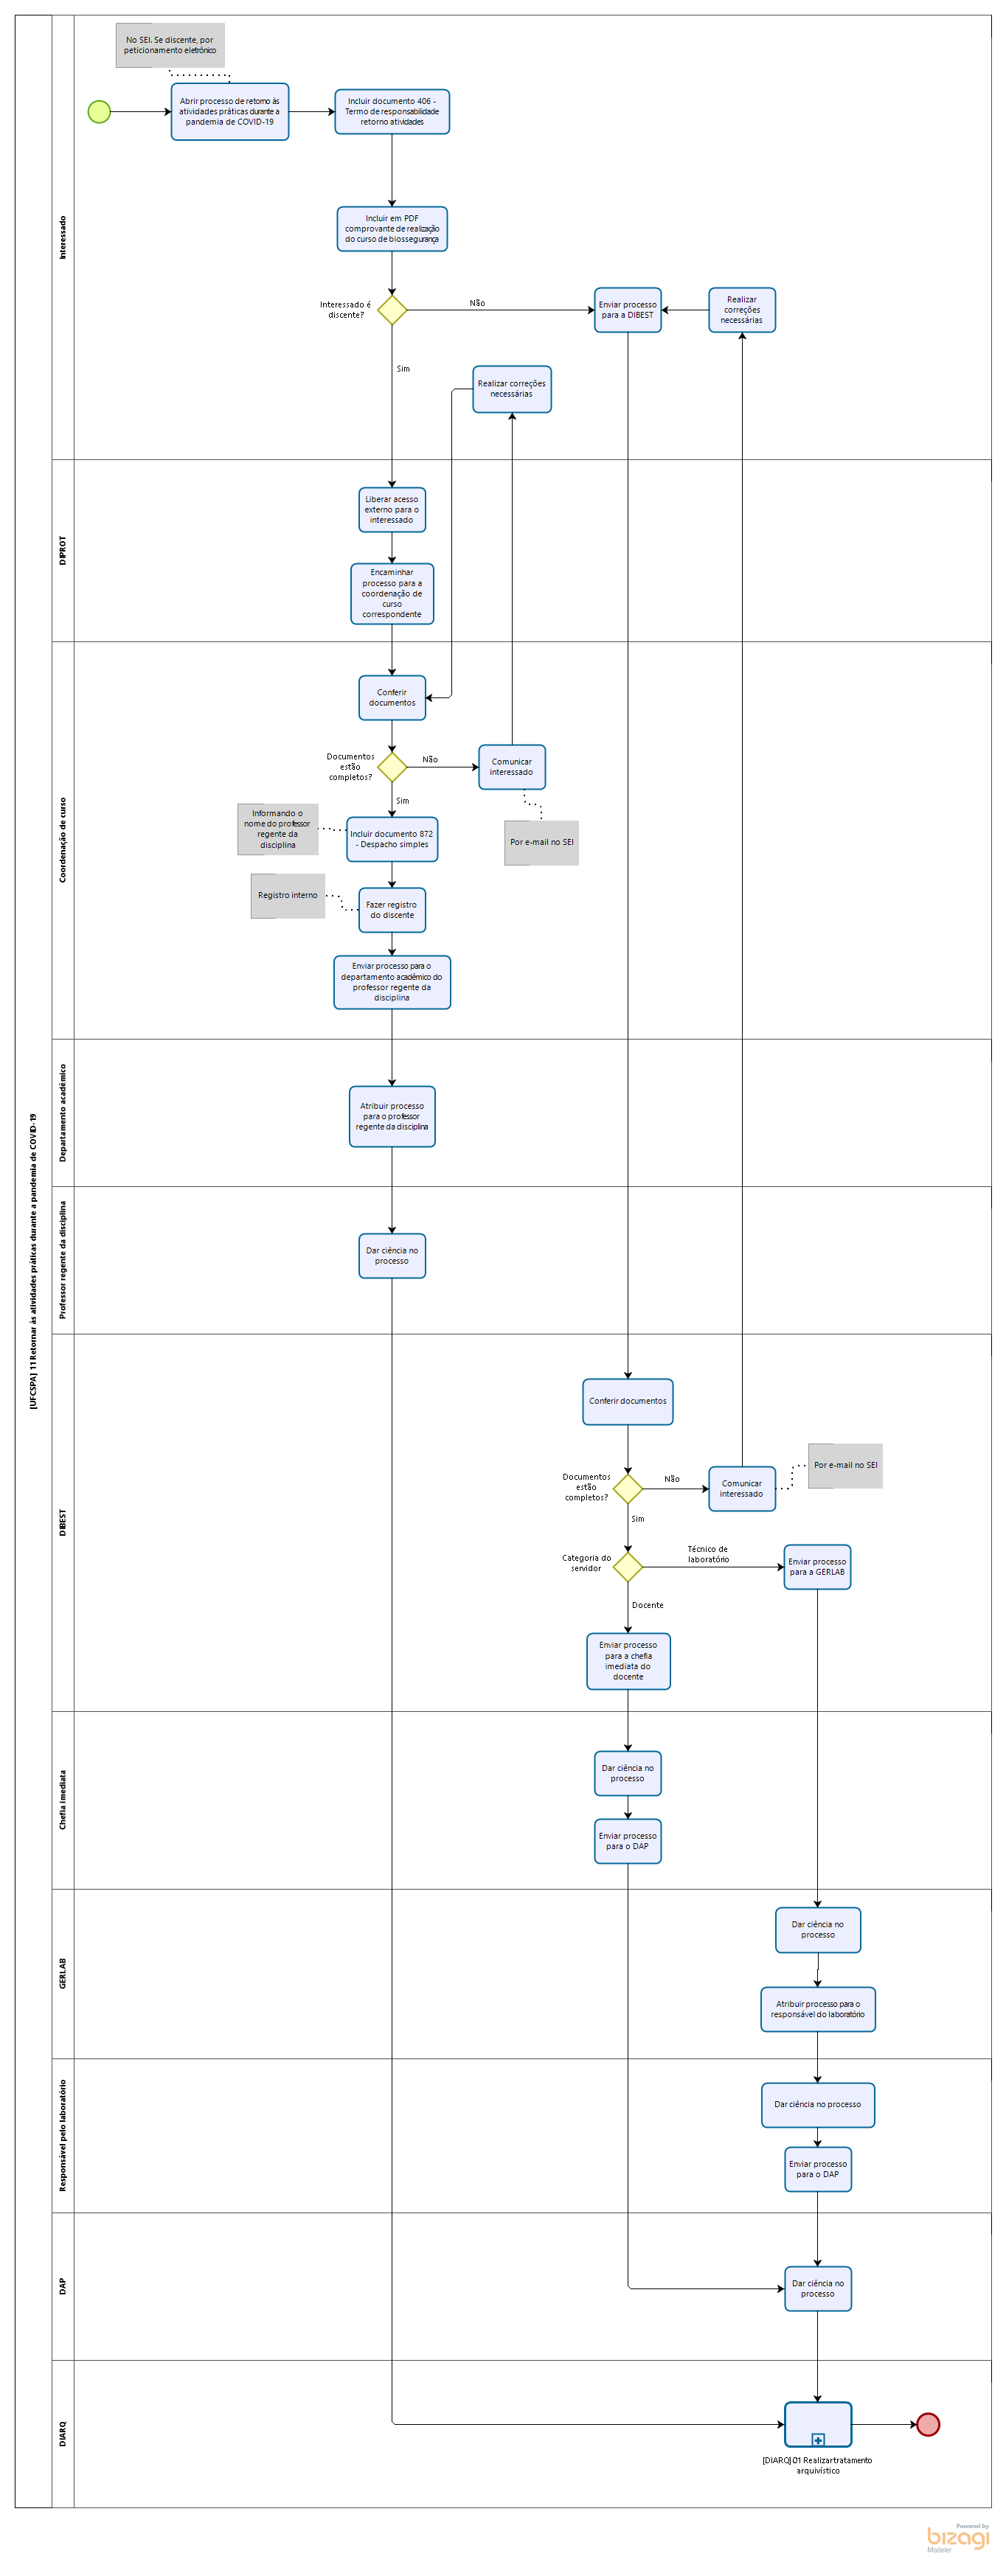 [UFCSPA] 11 Retornar às atividades práticas durante a pandemia de COVID-19
Interessado
No SEI. Se discente, por
peticionamento eletrônico
Abrir processo de retorno às
atividades práticas durante a
pandemia de COVID-19
Incluir documento 406 -
Termo de responsabilidade
retorno atividades
Incluir em PDF
comprovante de realização
do curso de biossegurança
Interessado é
discente?
Não
Enviar processo
para a DIBEST
Realizar
correções
necessárias
Sim
Realizar correções
necessárias
DIPROT
Liberar acesso
externo para o
interessado
Encaminhar
processo para a
coordenação de
curso
correspondente
Coordenação de curso
Conferir
documentos
Documentos
estão
completos?
Não
Comunicar
interessado
Sim
Informando o
nome do professor
regente da
disciplina
Incluir documento 872
- Despacho simples
Por e-mail no SEI
Registro interno
Fazer registro
do discente
Enviar processo para o
departamento acadêmico do
professor regente da
disciplina
Departamento acadêmico
Atribuir processo
para o professor
regente da disciplina
Professor regente da disciplina
Dar ciência no
processo
DIBEST
Conferir documentos
Documentos
estão
completos?
Não
Comunicar
interessado
Por e-mail no SEI
Sim
Categoria do
servidor
Técnico de
laboratório
Enviar processo
para a GERLAB
Docente
Enviar processo
para a chefia
imediata do
docente
Chefia imediata
Dar ciência no
processo
Enviar processo
para o DAP
GERLAB
Dar ciência no
processo
Atribuir processo para o
responsável do laboratório
Responsável pelo laboratório
Dar ciência no processo
Enviar processo
para o DAP
DAP
Dar ciência no
processo
DIARQ
[DIARQ] 01 Realizar tratamento
arquivístico
Powered by
bizagi
Modeler